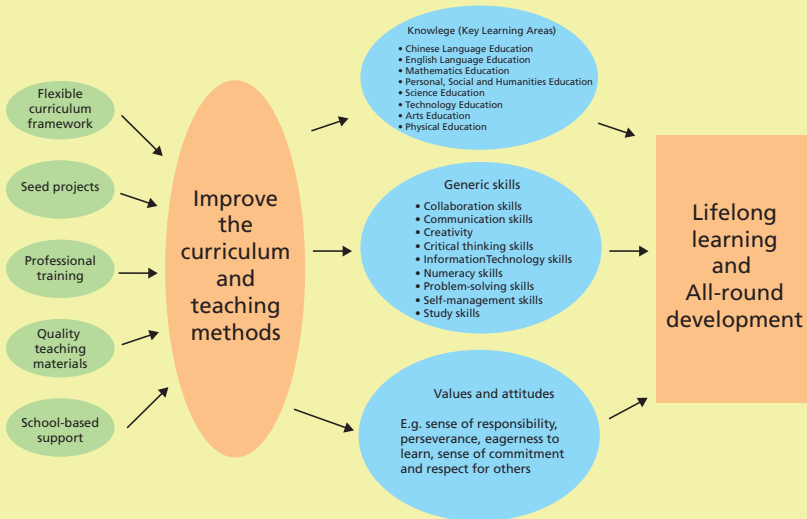 Flexible
curriculum
framework
Seed projects
Professional
training
Quality
teaching
materials
School-based
support
Improve
the
curriculum
and
teaching
methods
Knowlege (Key Learning Areas)
• Chinese Language Education
• English Language Education
• Mathematics Education
• Personal, Social and Humanities Education
• Science Education
• Technology Education
• Arts Education
• Physical Education
Generic skills
• Collaboration skills
• Communication skills
• Creativity
• Critical thinking skills
• InformationTechnology skills
• Numeracy skills
• Problem-solving skills
• Self-management skills
• Study skills
Values and attitudes
E.g. sense of responsibility,
perseverance, eagerness to
learn, sense of commitment
and respect for others
Lifelong
learning
and
All-round
development